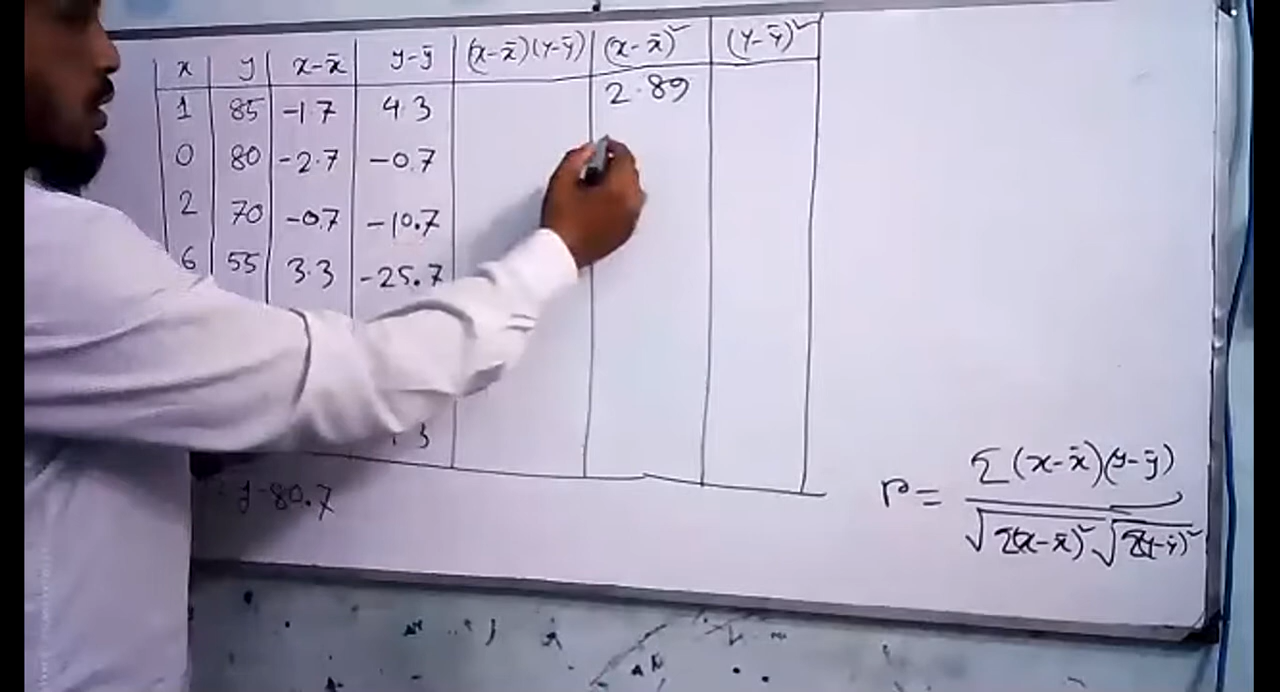 x y x-x̄ y-ȳ (x-x̄)(y-ȳ) (x-x̄)² (y-ȳ)²
1 85 -1.7 4.3 2.89
0 80 -2.7 -0.7
2 70 -0.7 -10.7
6 55 3.3 -25.7
3
y-80.7
r = Σ(x-x̄)(y-ȳ)
√Σ(x-x̄)² √Σ(y-ȳ)²